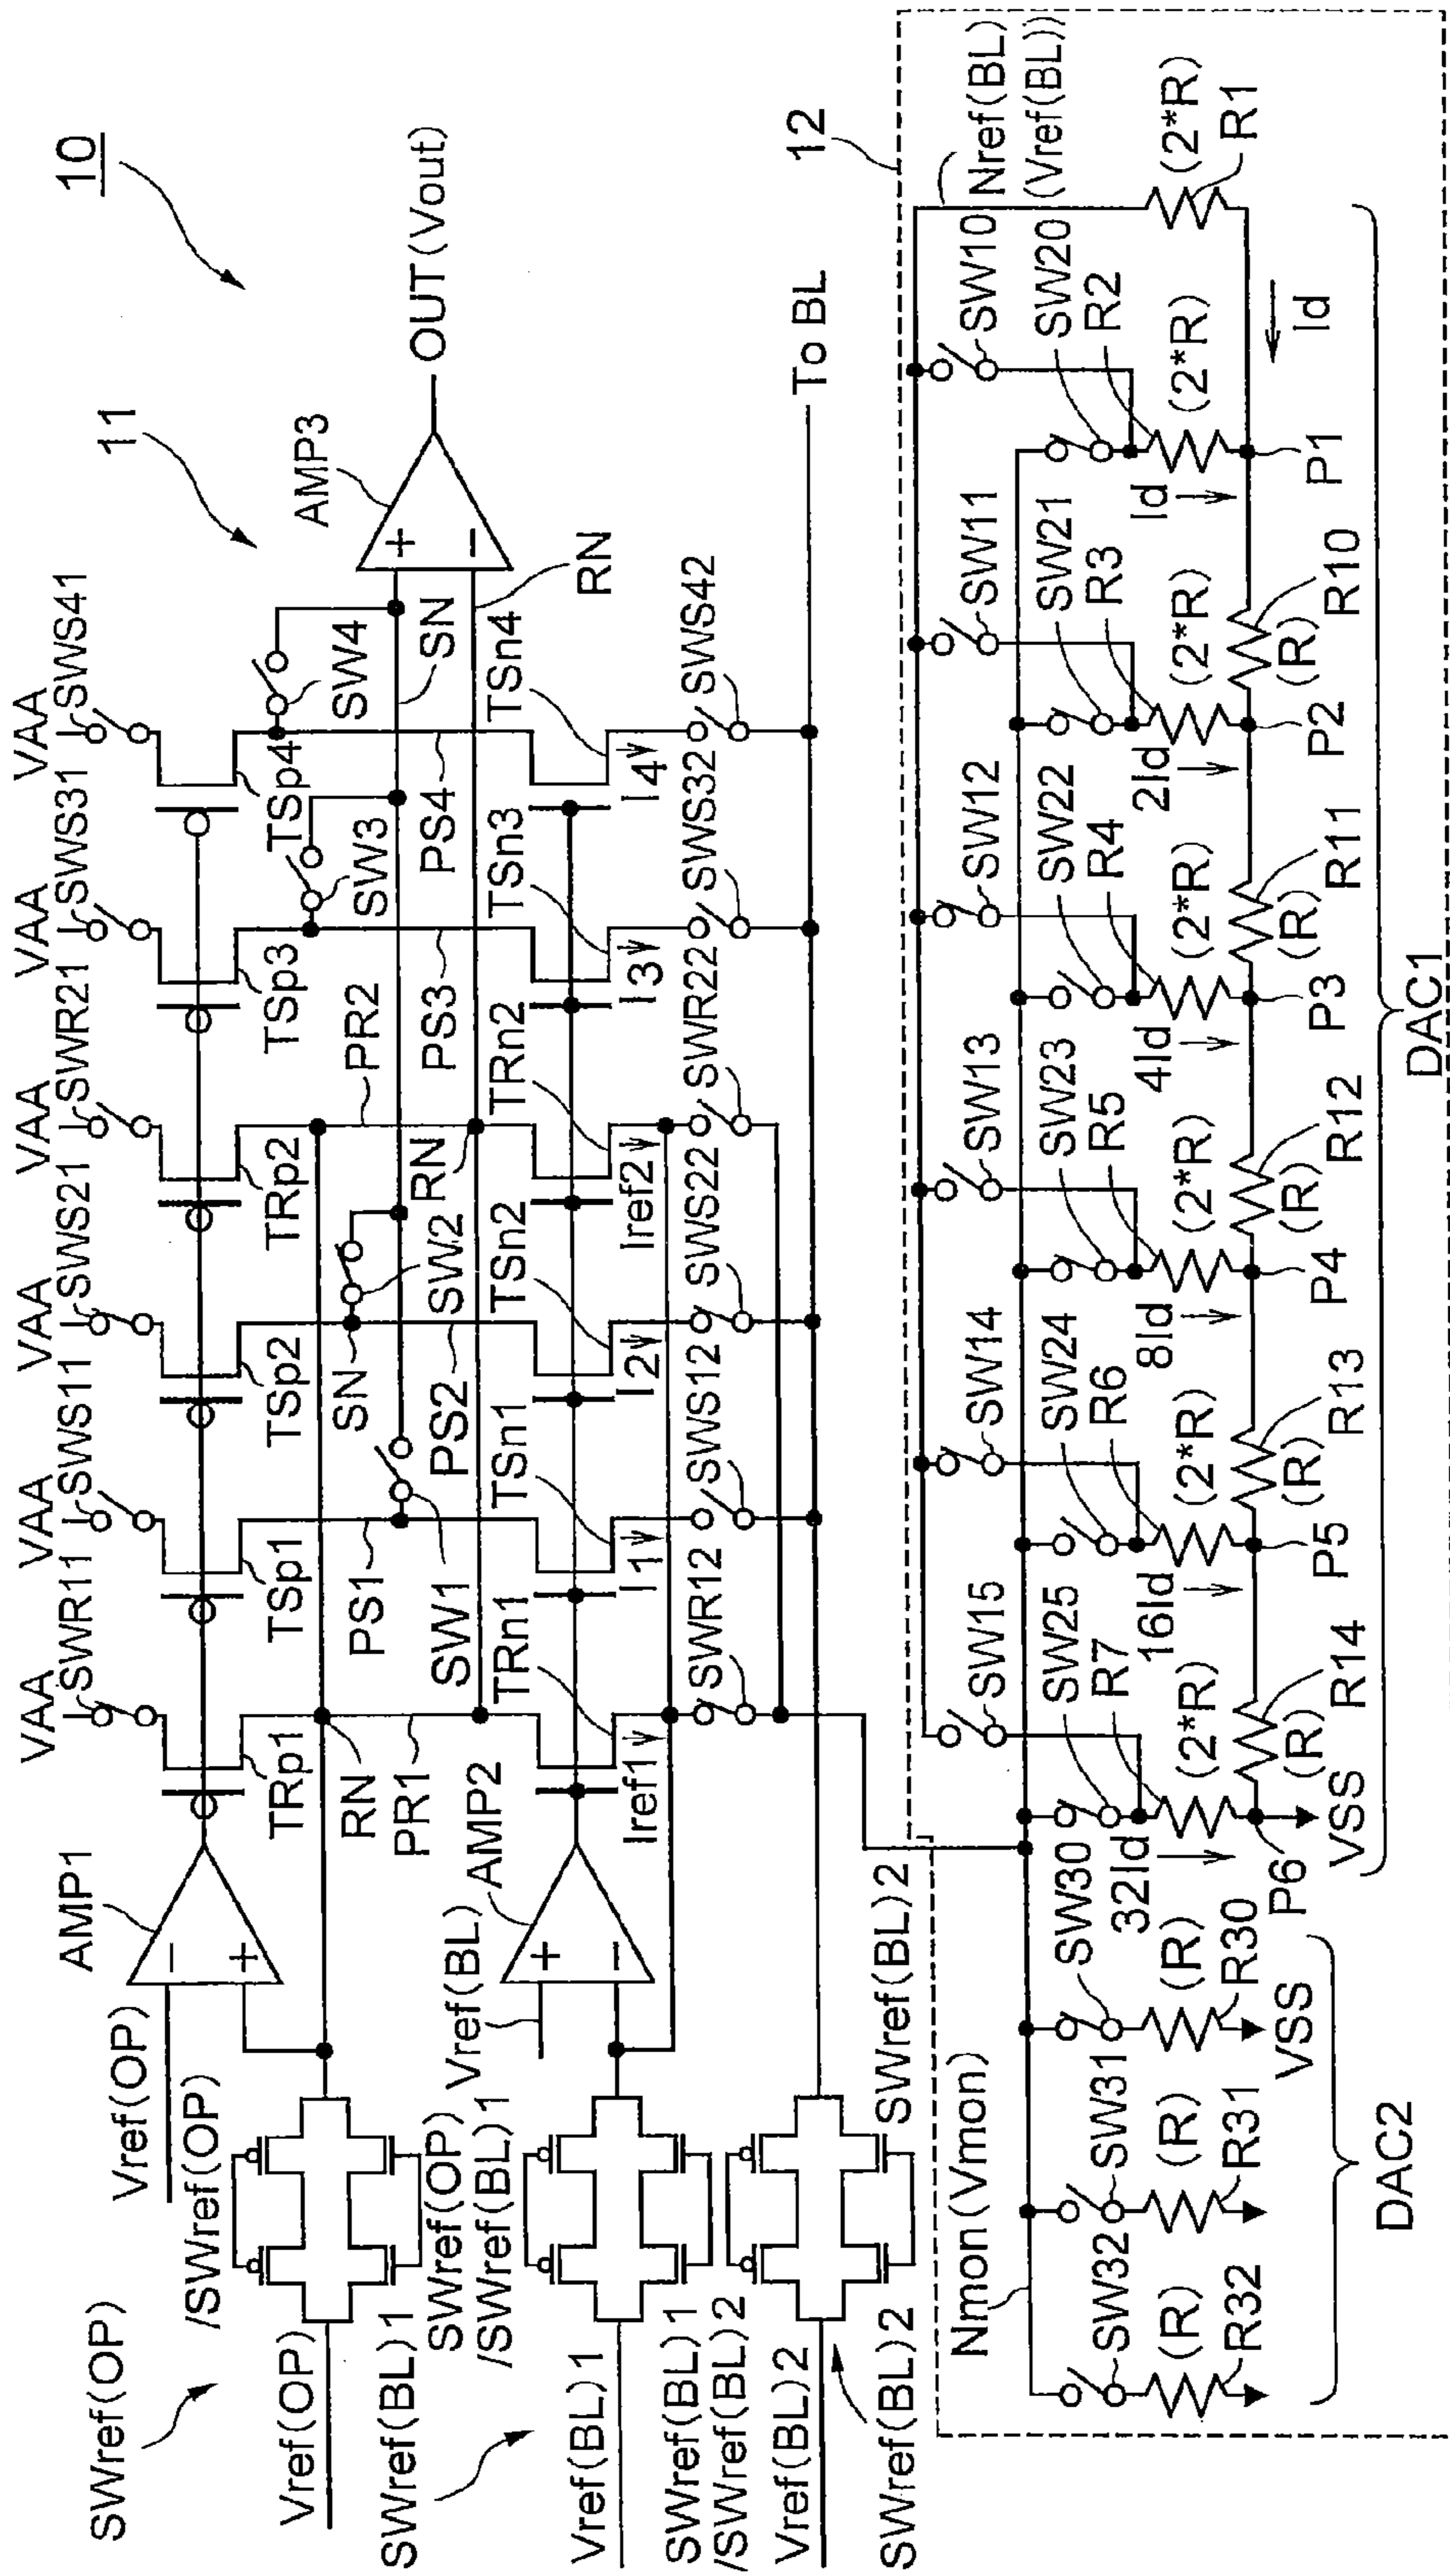 10
11
SWref(OP)
Vref(OP)
/SWref(OP)
Vref(OP)
SWref(OP)
AMP1
VAA
VAA
VAA
VAA
VAA
VAA
SWR11
SWS11
SWS21
SWR21
SWS31
SWS41
TRp1
TSp1
TSp2
TRp2
TSp3
TSp4
RN
PR1
PS1
SW1
SN
PS2
SW2
RN
PR2
PS3
SW3
PS4
SW4
SN
RN
AMP3
+
−
OUT(Vout)
−
+
SWref(BL)1
/SWref(BL)1
Vref(BL)1
SWref(BL)1
Vref(BL)
AMP2
+
−
TRn1
TSn1
TSn2
TRn2
TSn3
TSn4
Iref1
I1
I2
Iref2
I3
I4
SWR12
SWS12
SWS22
SWR22
SWS32
SWS42
/SWref(BL)2
Vref(BL)2
SWref(BL)2
SWref(BL)2
To BL
12
Nmon(Vmon)
Nref(BL)
(Vref(BL))
SW15
SW14
SW13
SW12
SW11
SW10
SW32
SW31
SW30
SW25
SW24
SW23
SW22
SW21
SW20
(R)
R32
(R)
R31
(R)
R30
VSS
R7
R6
R5
R4
R3
R2
R1
(2*R)
(2*R)
(2*R)
(2*R)
(2*R)
(2*R)
(2*R)
32Id
16Id
8Id
4Id
2Id
Id
Id
P6
P5
P4
P3
P2
P1
VSS
(R)
R14
(R)
R13
(R)
R12
(R)
R11
(R)
R10
DAC2
DAC1